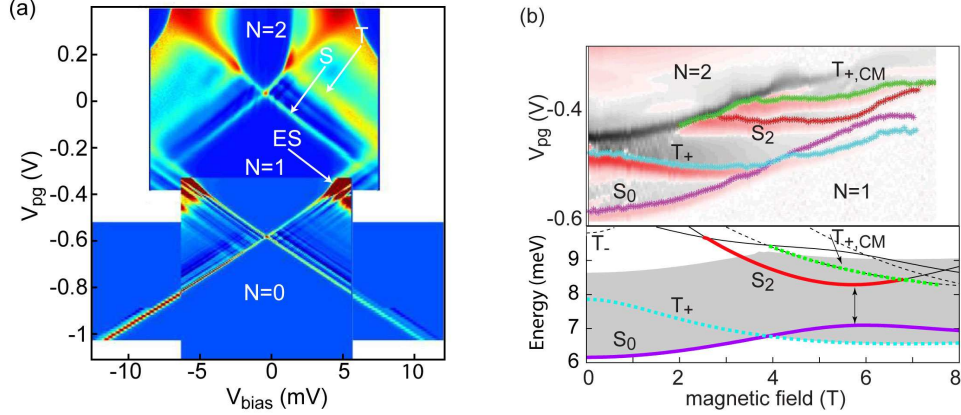 (a)
0.4
0.2
0
-0.2
-0.4
-0.6
-0.8
-1
V_pg (V)
N=2
T
S
ES
N=1
N=0
-10
-5
0
5
10
V_bias (mV)
(b)
V_pg (V)
-0.4
-0.6
N=2
T_+,CM
S_2
T_+
S_0
N=1
Energy (meV)
9
8
7
6
T_-
T_+,CM
S_2
T_+
S_0
0
2
4
6
8
magnetic field (T)